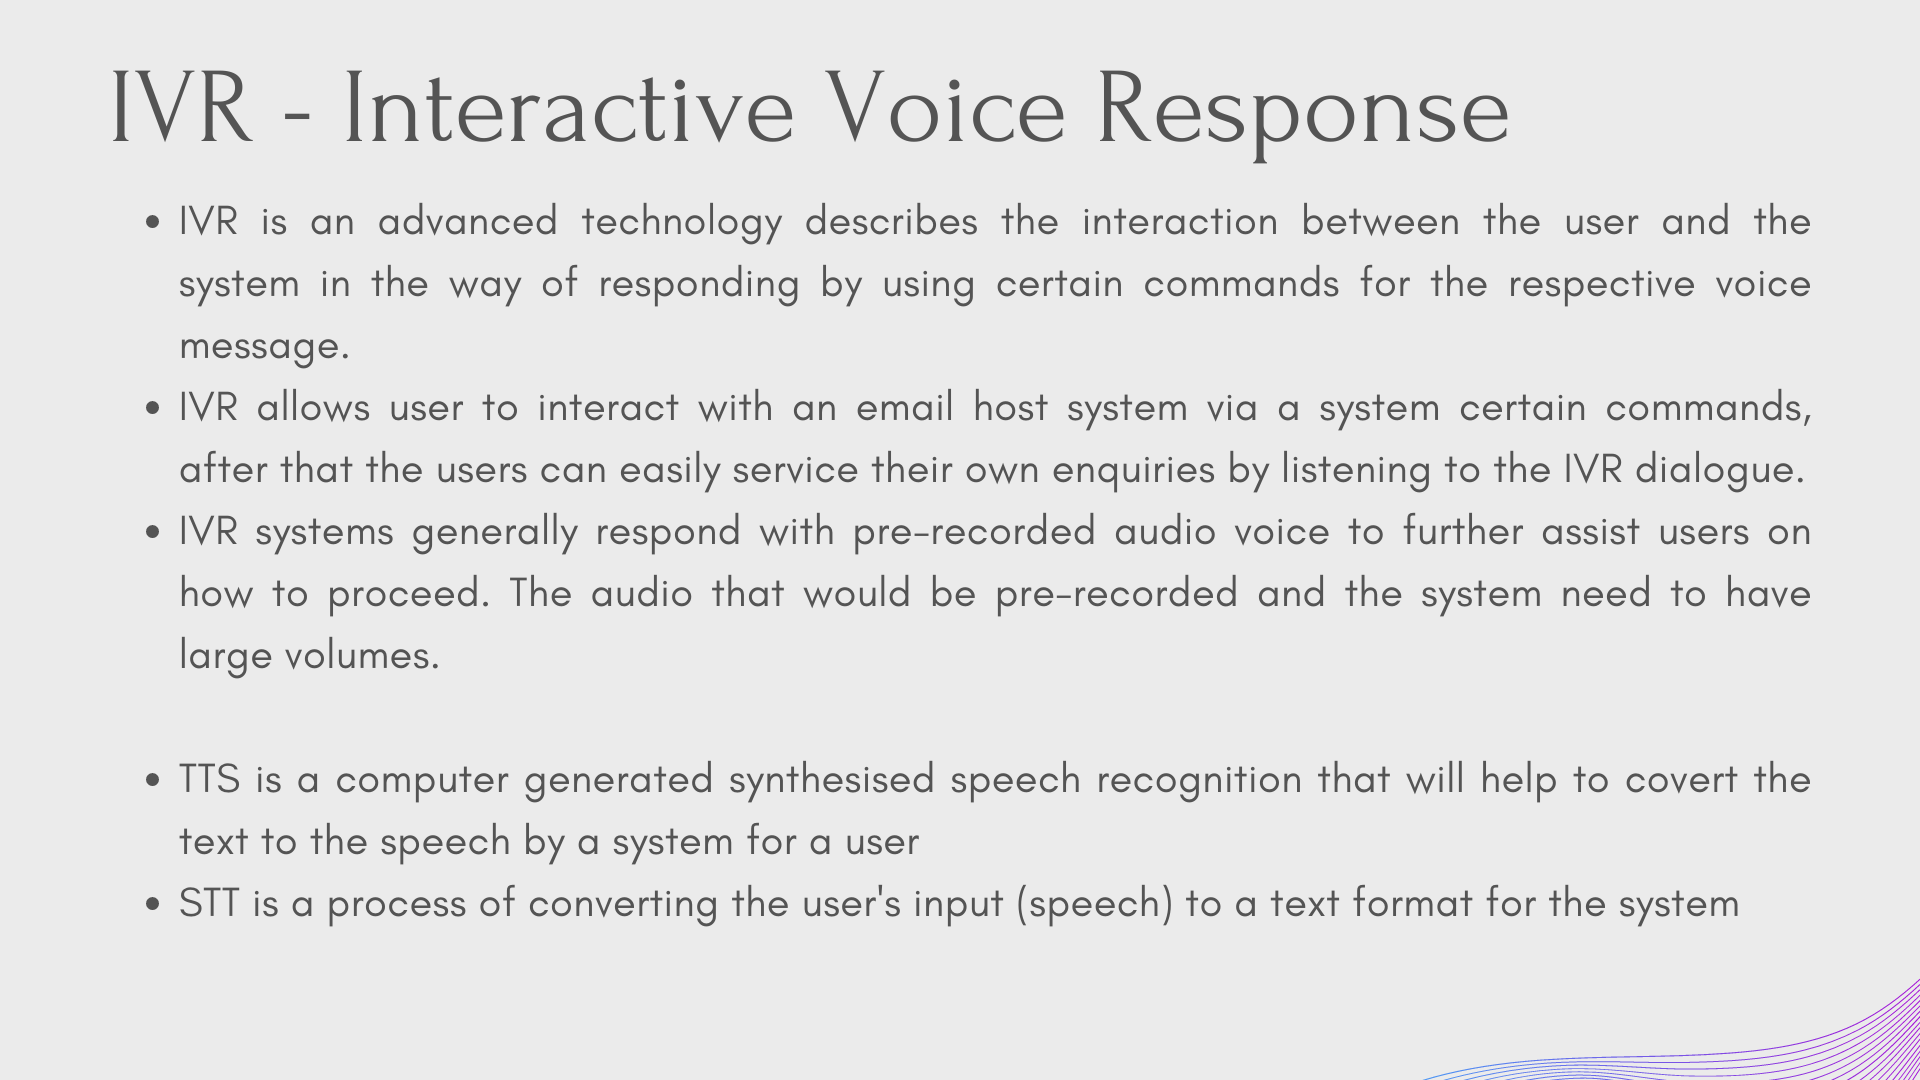 IVR - Interactive Voice Response
• IVR is an advanced technology describes the interaction between the user and the
system in the way of responding by using certain commands for the respective voice
message.
• IVR allows user to interact with an email host system via a system certain commands,
after that the users can easily service their own enquiries by listening to the IVR dialogue.
• IVR systems generally respond with pre-recorded audio voice to further assist users on
how to proceed. The audio that would be pre-recorded and the system need to have
large volumes.
• TTS is a computer generated synthesised speech recognition that will help to covert the
text to the speech by a system for a user
• STT is a process of converting the user's input (speech) to a text format for the system